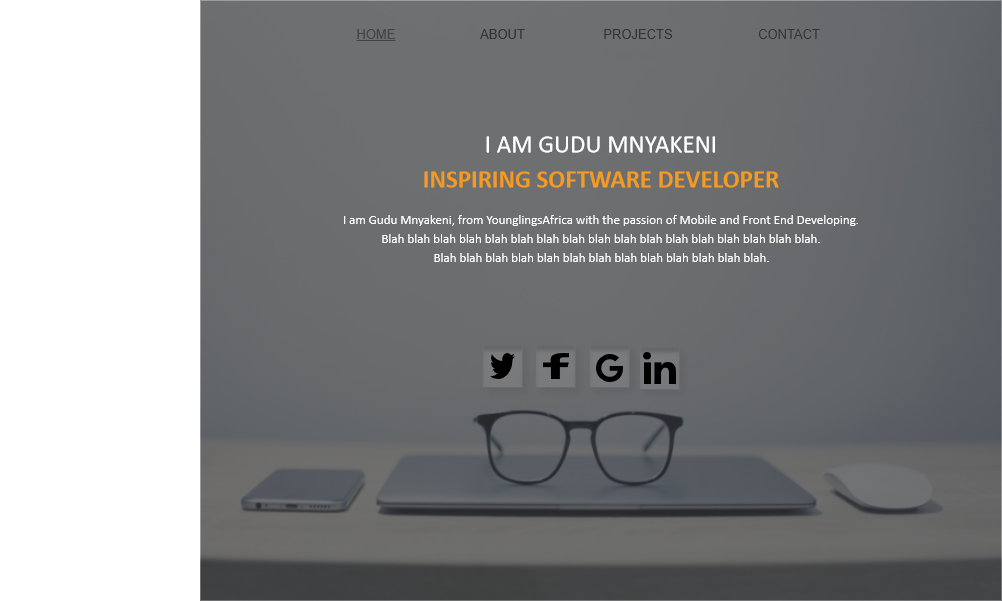 HOME ABOUT PROJECTS CONTACT
I AM GUDU MNYAKENI
INSPIRING SOFTWARE DEVELOPER
I am Gudu Mnyakeni, from YounglingsAfrica with the passion of Mobile and Front End Developing.
Blah blah blah blah blah blah blah blah blah blah blah blah blah blah blah blah blah.
Blah blah blah blah blah blah blah blah blah blah blah blah blah.
f G in